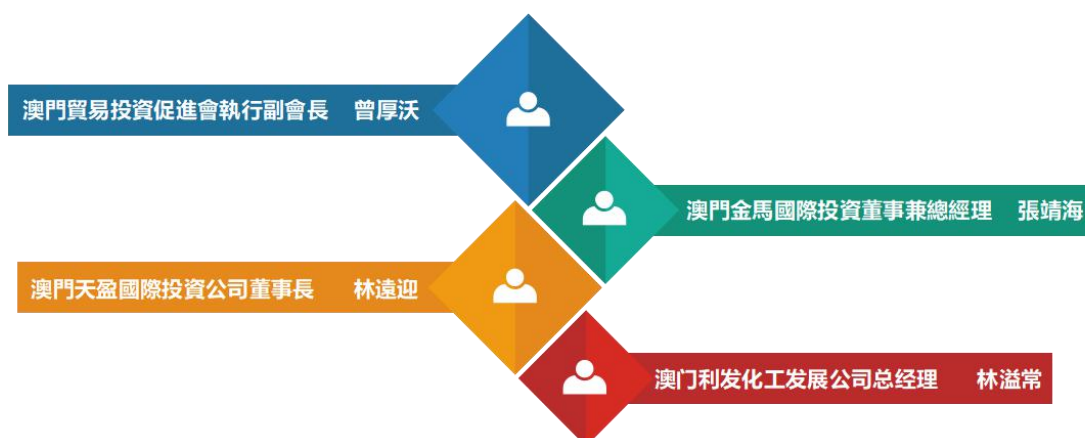 澳門貿易投資促進會執行副會長 曾厚沃
澳門金馬國際投資董事兼總經理 張靖海
澳門天盈國際投資公司董事長 林遠迎
澳门利发化工发展公司总经理 林溢常